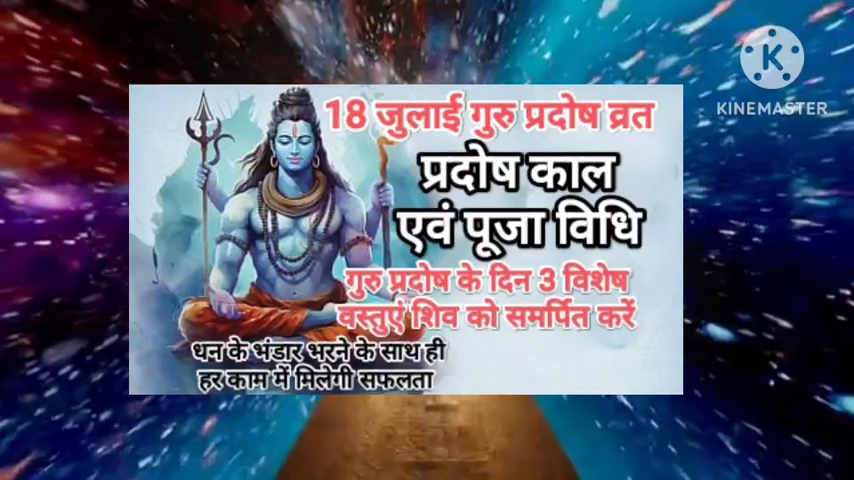 18 जुलाई गुरु प्रदोष व्रत
प्रदोष काल
एवं पूजा विधि
गुरु प्रदोष के दिन 3 विशेष
वस्तुएं शिव को समर्पित करें
धन के भंडार भरने के साथ ही
हर काम में मिलेगी सफलता
K
KINEMASTER